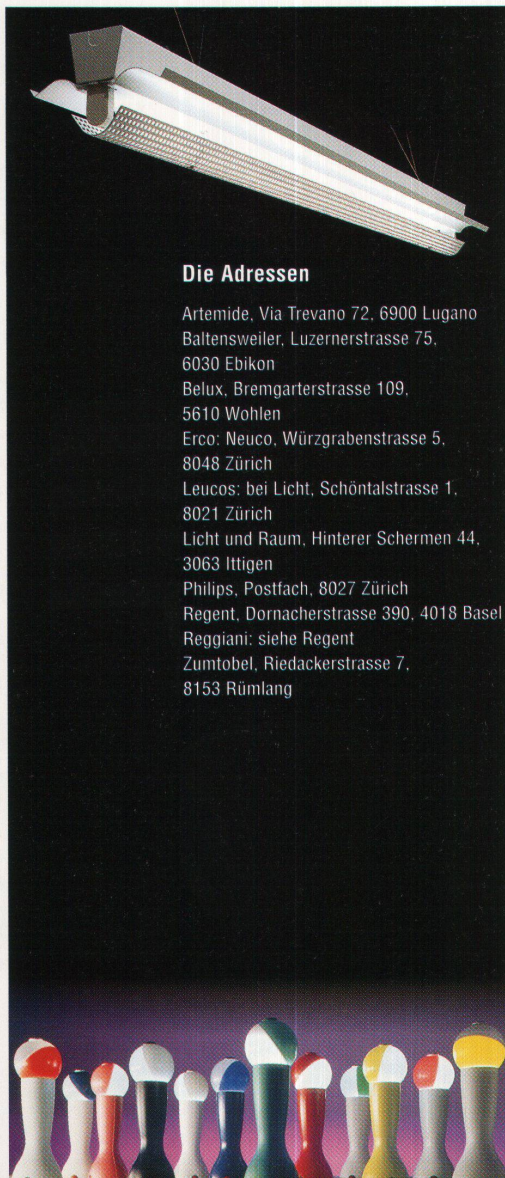 Die Adressen
Artemide, Via Trevano 72, 6900 Lugano
Baltensweiler, Luzernerstrasse 75,
6030 Ebikon
Belux, Bremgarterstrasse 109,
5610 Wohlen
Erco: Neuco, Würzgrabenstrasse 5,
8048 Zürich
Leucos: bei Licht, Schöntalstrasse 1,
8021 Zürich
Licht und Raum, Hinterer Schermen 44,
3063 Ittigen
Philips, Postfach, 8027 Zürich
Regent, Dornacherstrasse 390, 4018 Basel
Reggiani: siehe Regent
Zumtobel, Riedackerstrasse 7,
8153 Rümlang